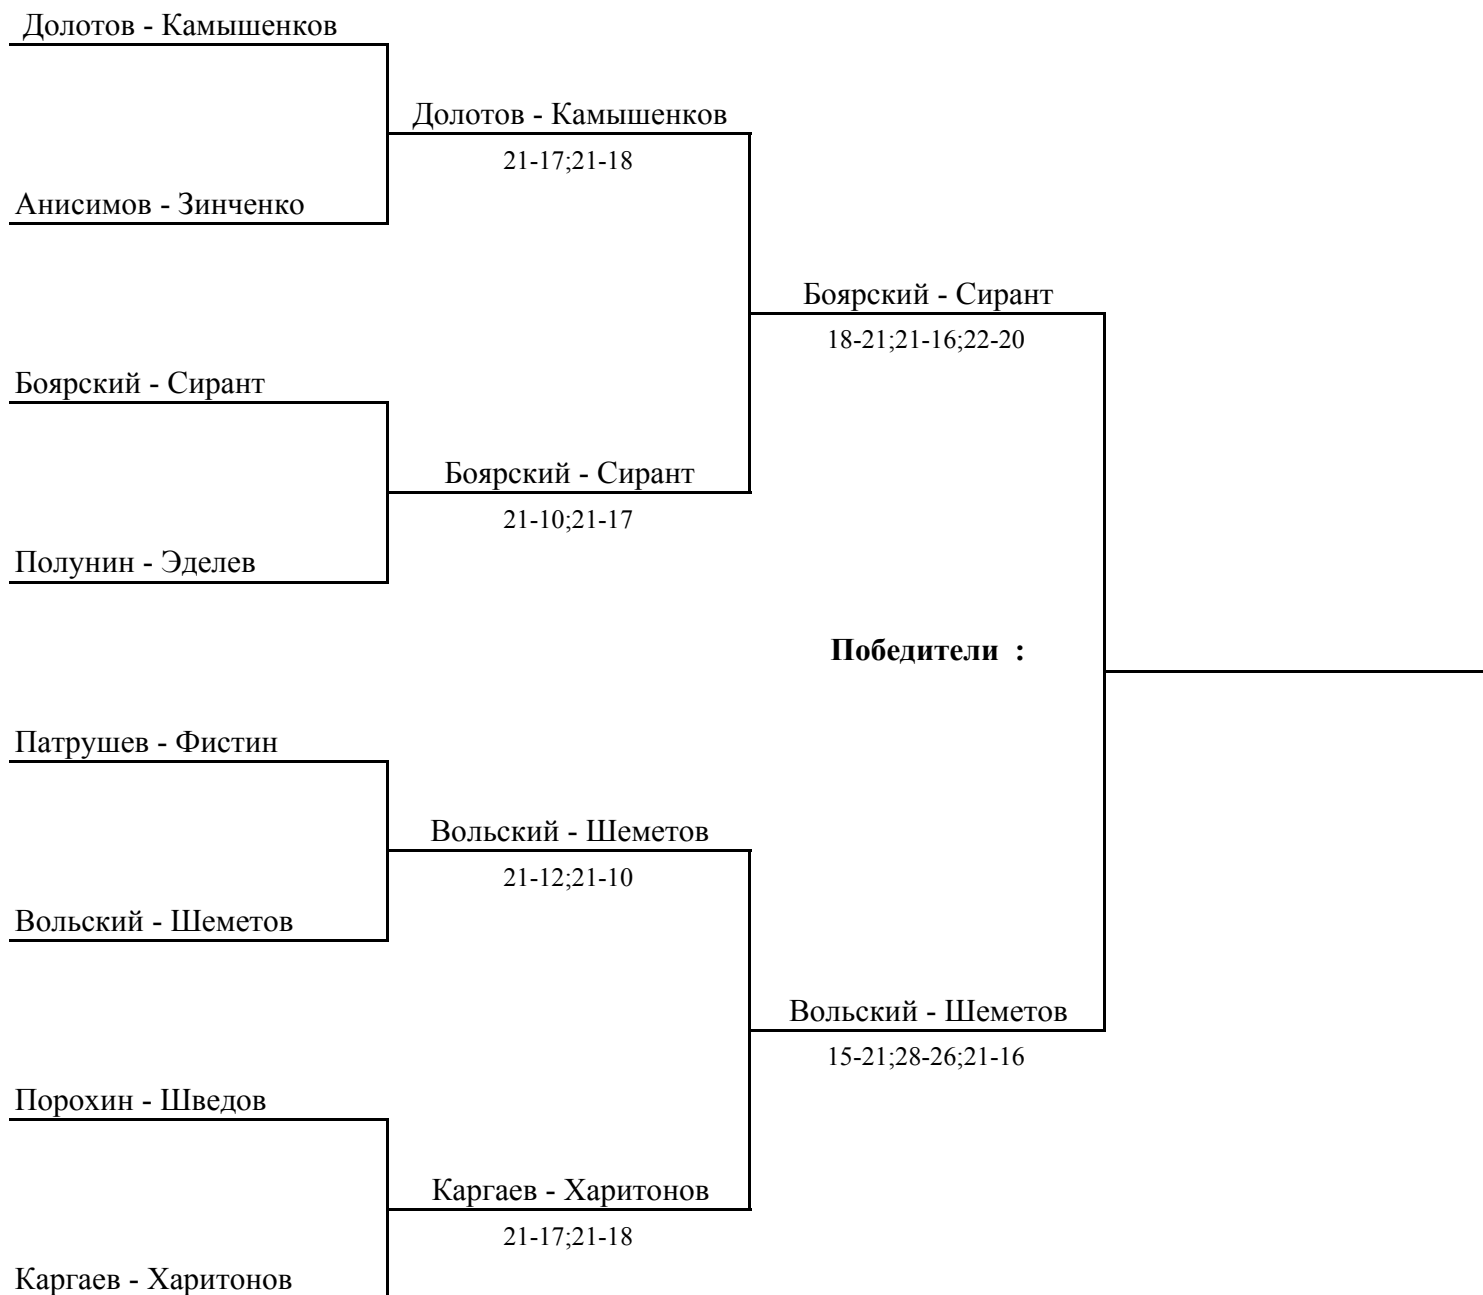 Долотов - Камышенков
Долотов - Камышенков
21-17;21-18
Анисимов - Зинченко
Боярский - Сирант
18-21;21-16;22-20
Боярский - Сирант
Боярский - Сирант
21-10;21-17
Полунин - Эделев
Победители :
Патрушев - Фистин
Вольский - Шеметов
21-12;21-10
Вольский - Шеметов
Вольский - Шеметов
15-21;28-26;21-16
Порохин - Шведов
Каргаев - Харитонов
21-17;21-18
Каргаев - Харитонов